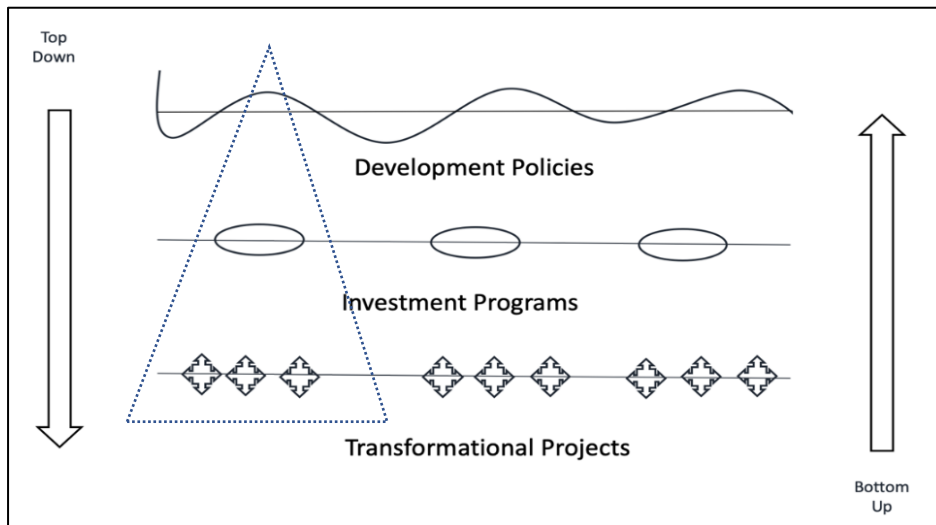 Top
Down
Development Policies
Investment Programs
Transformational Projects
Bottom
Up